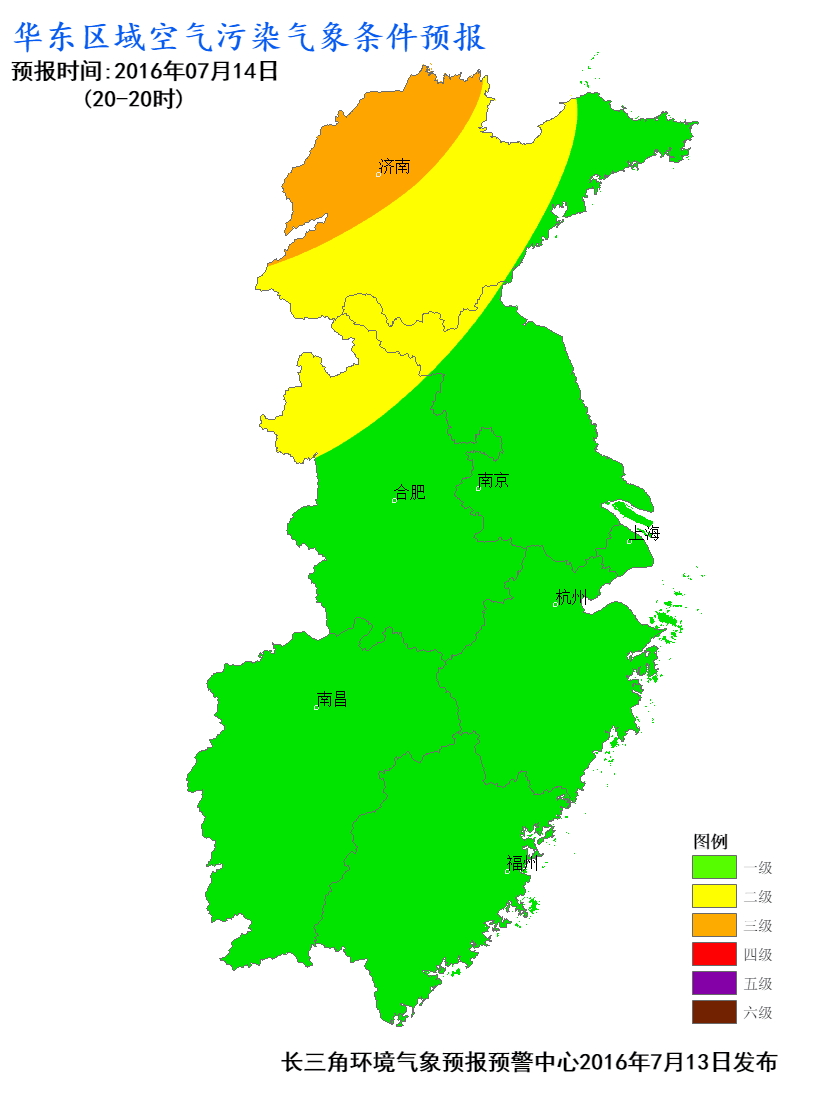 华东区域空气污染气象条件预报
预报时间:2016年07月14日
(20-20时)
济南
合肥
南京
上海
杭州
南昌
福州
图例
一级
二级
三级
四级
五级
六级
长三角环境气象预报预警中心2016年7月13日发布